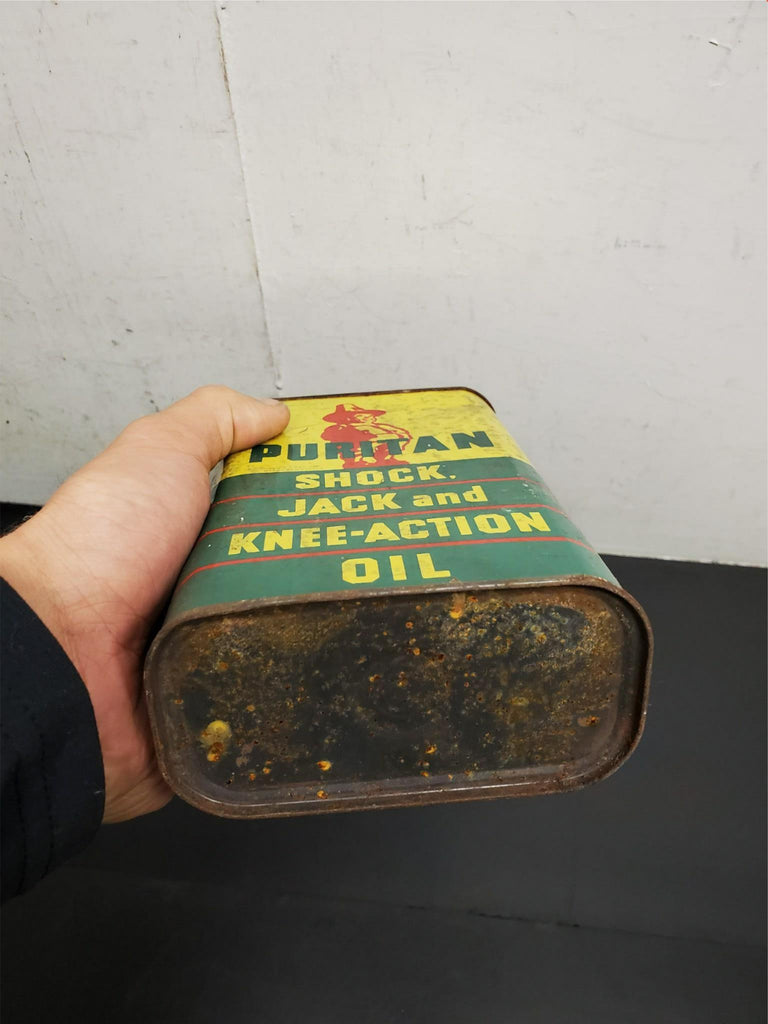 PURITAN
SHOCK,
JACK and
KNEE-ACTION
OIL